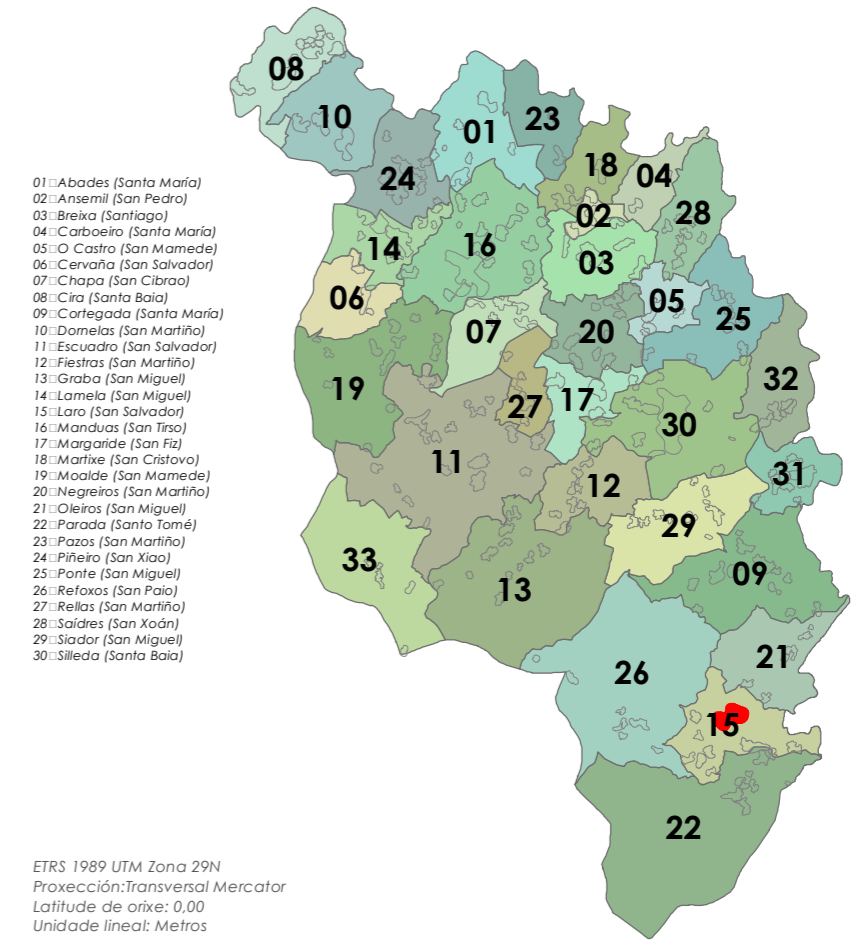 08
10
01
23
24
18
04
02
28
14
16
03
06
05
07
20
25
19
17
27
32
30
11
12
31
29
33
13
09
26
21
15
22
01□Abades (Santa María)
02□Ansemil (San Pedro)
03□Breixa (Santiago)
04□Carboeiro (Santa María)
05□O Castro (San Mamede)
06□Cervaña (San Salvador)
07□Chapa (San Cibrao)
08□Cira (Santa Baia)
09□Cortegada (Santa María)
10□Dornelas (San Martiño)
11□Escuadro (San Salvador)
12□Fiestras (San Martiño)
13□Graba (San Miguel)
14□Lamela (San Miguel)
15□Laro (San Salvador)
16□Manduas (San Tirso)
17□Margaride (San Fiz)
18□Martixe (San Cristovo)
19□Moalde (San Mamede)
20□Negreiros (San Martiño)
21□Oleiros (San Miguel)
22□Parada (Santo Tomé)
23□Pazos (San Martiño)
24□Piñeiro (San Xiao)
25□Ponte (San Miguel)
26□Refoxos (San Paio)
27□Rellas (San Martiño)
28□Saídres (San Xoán)
29□Siador (San Miguel)
30□Silleda (Santa Baia)
ETRS 1989 UTM Zona 29N
Proxección:Transversal Mercator
Latitude de orixe: 0,00
Unidade lineal: Metros